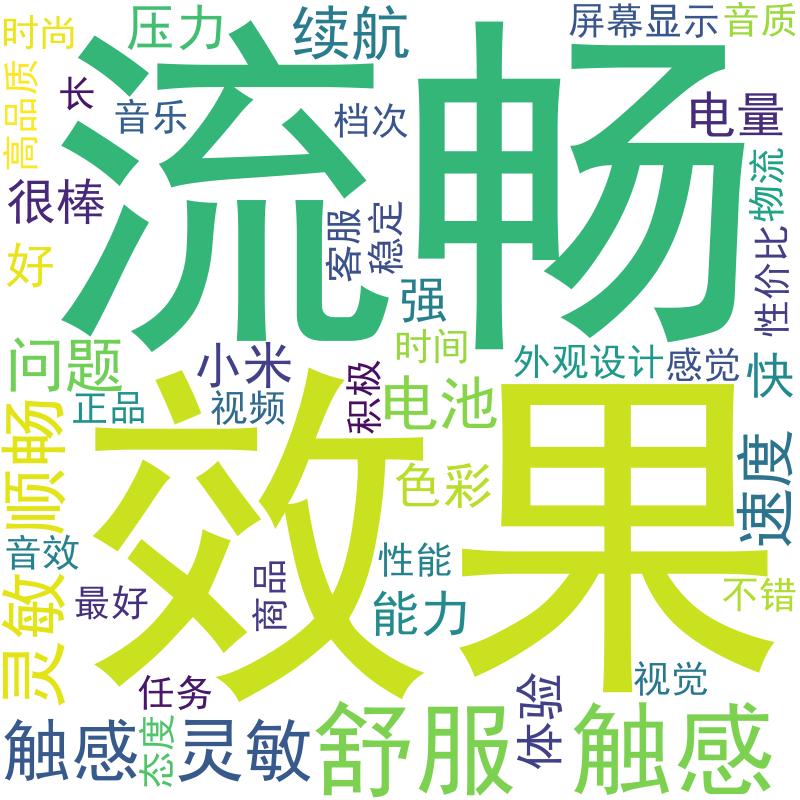 时尚
压力
续航
屏幕显示
音质
高品质
长
音乐
流畅
档次
电量
很棒
客服
稳定
物流
好
强
性价比
问题
小米
时间
外观设计
感觉
快
正品
视频
积极
电池
顺畅
效果
色彩
速度
音效
性能
灵敏
最好
商品
能力
不错
任务
体验
视觉
触感
态度
灵敏
舒服
触感